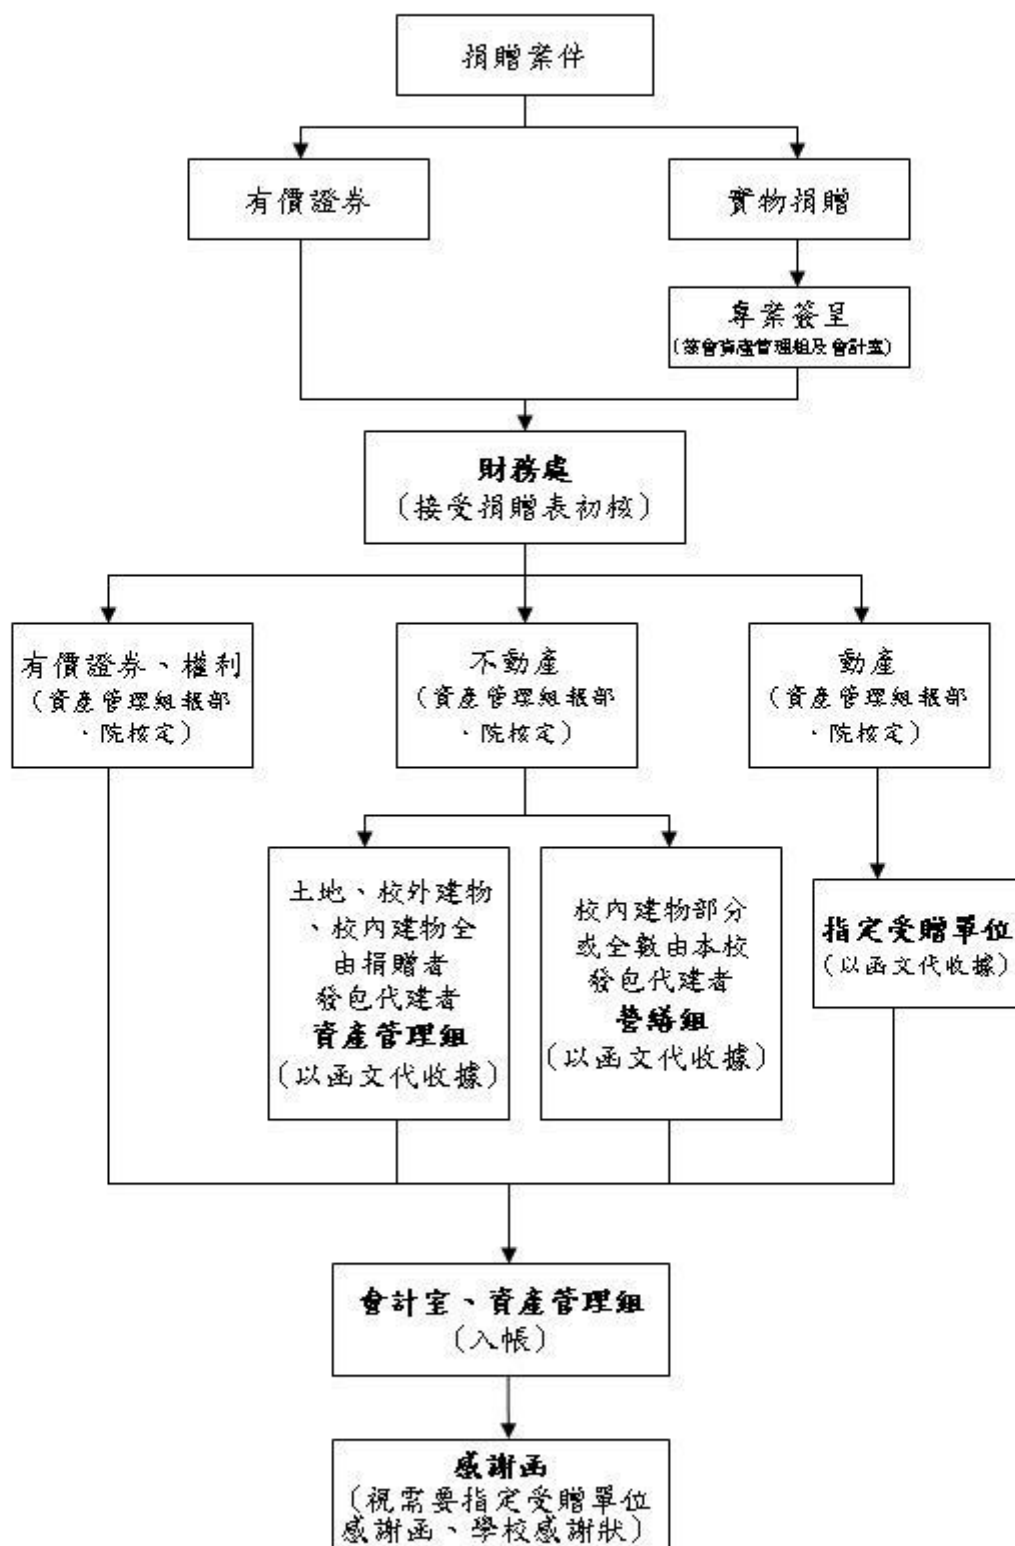 捐贈案件
有價證券
實物捐贈
專案簽呈
(簽會資產管理組及會計室)
財務處
(接受捐贈表初核)
有價證券、權利
(資產管理組報部
、院核定)
不動產
(資產管理組報部
、院核定)
動產
(資產管理組報部
、院核定)
土地、校外建物
、校內建物全
由捐贈者
發包代建者
資產管理組
(以函文代收據)
校內建物部分
或全數由本校
發包代建者
營繕組
(以函文代收據)
指定受贈單位
(以函文代收據)
會計室、資產管理組
(入帳)
感謝函
(視需要指定受贈單位
感謝函、學校感謝狀)